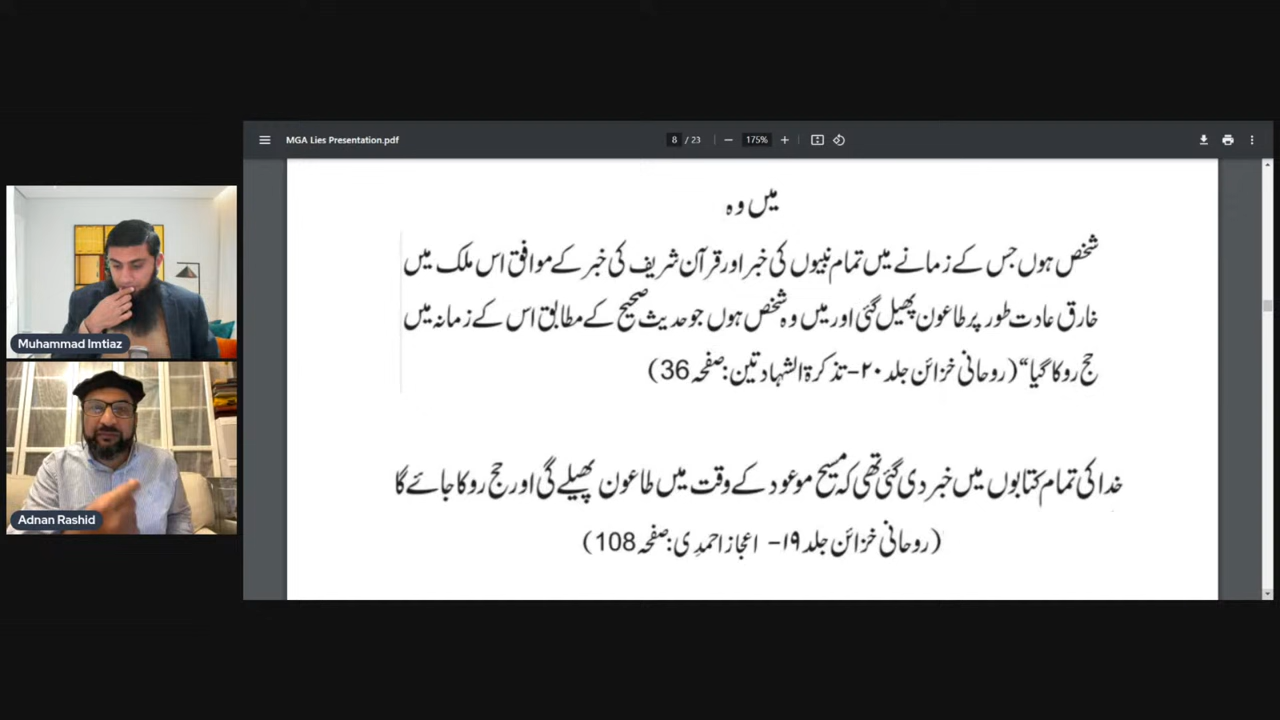 MGA Lies Presentation.pdf
8 / 23
175%
میں وہ
شخص ہوں جس کے زمانے میں تمام نبیوں کی خبر اور قرآن شریف کی خبر کے موافق اس ملک میں
خارق عادت طور پر طاعون پھیل گئی اور میں وہ شخص ہوں جو حدیث صحیح کے مطابق اس کے زمانہ میں
حج روکا گیا“ (روحانی خزائن جلد ۲۰- تذکرۃ الشہادتین: صفحہ 36)
خدا کی تمام کتابوں میں خبر دی گئی تھی کہ مسیح موعود کے وقت میں طاعون پھیلے گی اور حج روکا جائے گا
(روحانی خزائن جلد ۱۹- اعجاز احمدِی: صفحہ 108)
Muhammad Imtiaz
Adnan Rashid